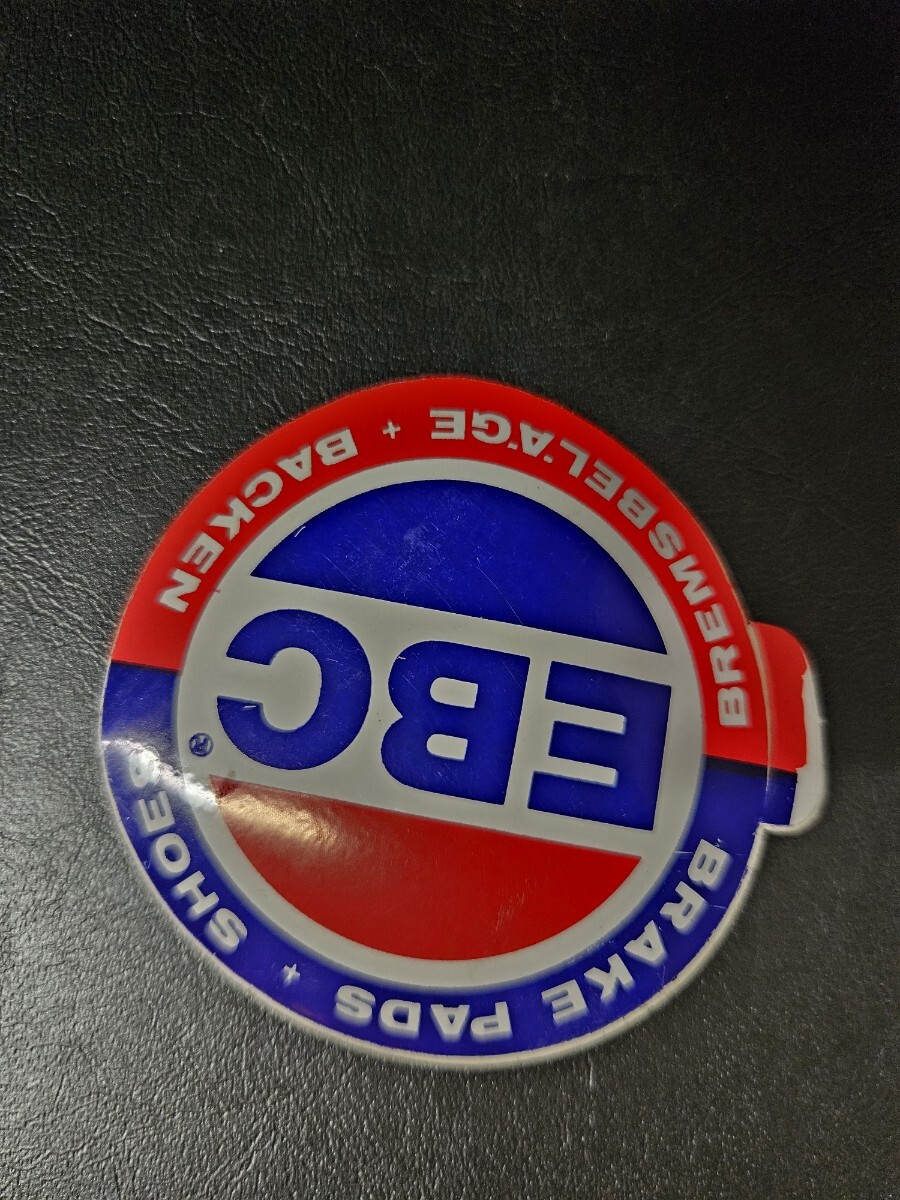 BRAKE PADS + SHOES
EBC®
BREMSBELÄGE + BACKEN